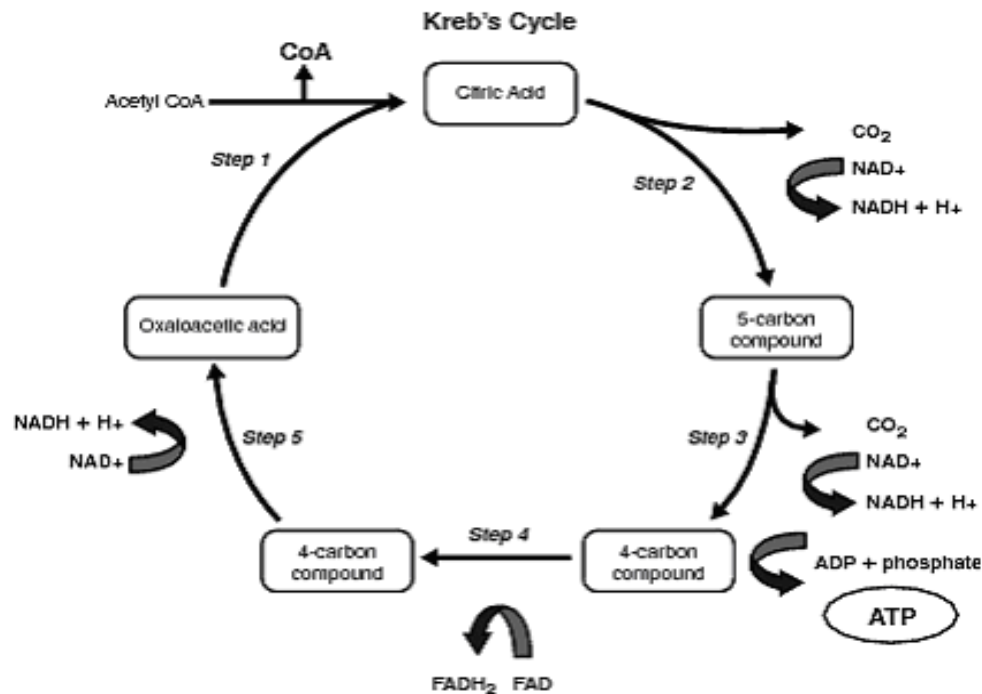 Kreb's Cycle
CoA
Acetyl CoA
Citric Acid
Step 1
Step 2
CO₂
NAD+
NADH + H+
Oxaloacetic acid
5-carbon
compound
NADH + H+
NAD+
Step 5
Step 3
CO₂
NAD+
NADH + H+
Step 4
4-carbon
compound
4-carbon
compound
ADP + phosphate
ATP
FADH₂ FAD